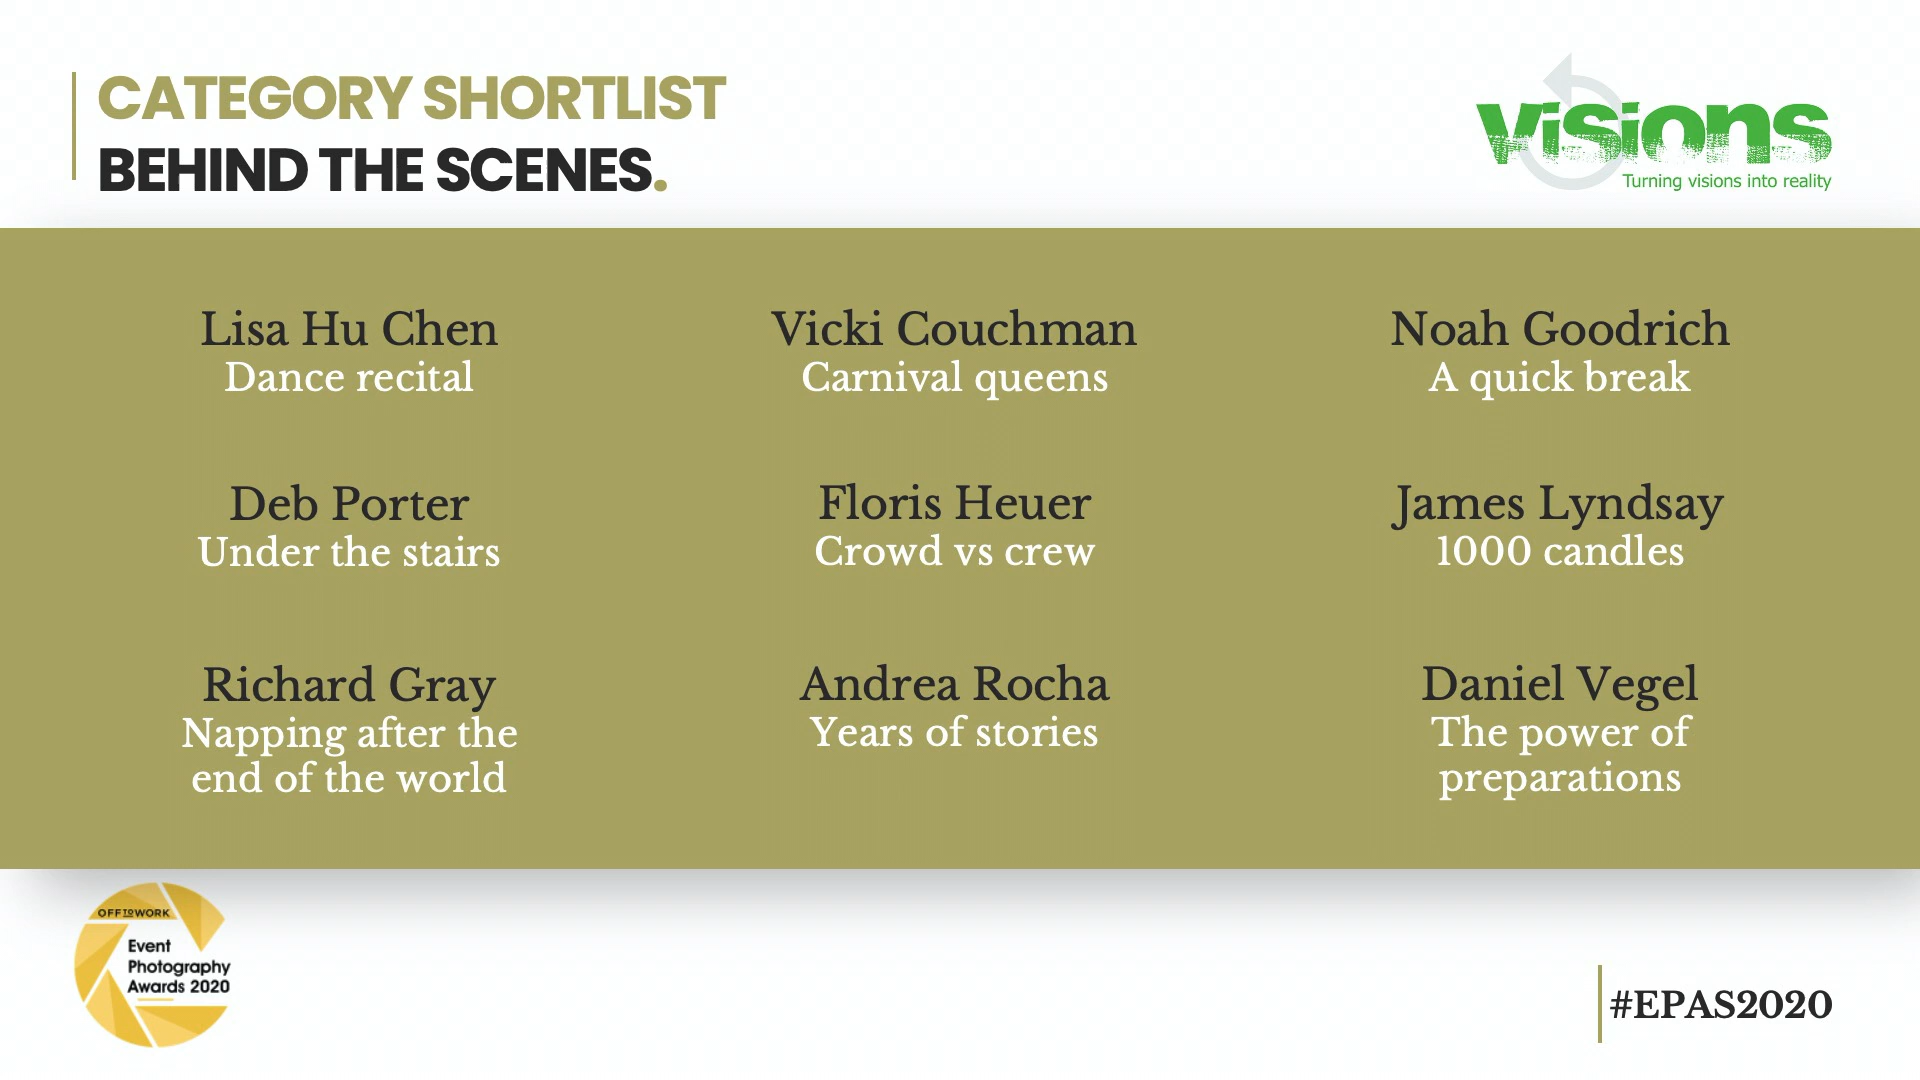 CATEGORY SHORTLIST
BEHIND THE SCENES.
visions
Turning visions into reality
Lisa Hu Chen
Dance recital
Vicki Couchman
Carnival queens
Noah Goodrich
A quick break
Deb Porter
Under the stairs
Floris Heuer
Crowd vs crew
James Lyndsay
1000 candles
Richard Gray
Napping after the
end of the world
Andrea Rocha
Years of stories
Daniel Vegel
The power of
preparations
OFF TO WORK
Event
Photography
Awards 2020
#EPAS2020